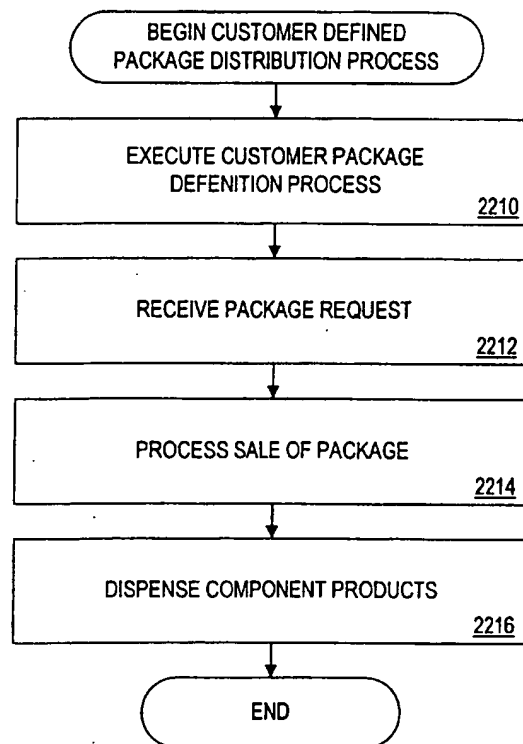 BEGIN CUSTOMER DEFINED
PACKAGE DISTRIBUTION PROCESS
EXECUTE CUSTOMER PACKAGE
DEFENITION PROCESS
2210
RECEIVE PACKAGE REQUEST
2212
PROCESS SALE OF PACKAGE
2214
DISPENSE COMPONENT PRODUCTS
2216
END